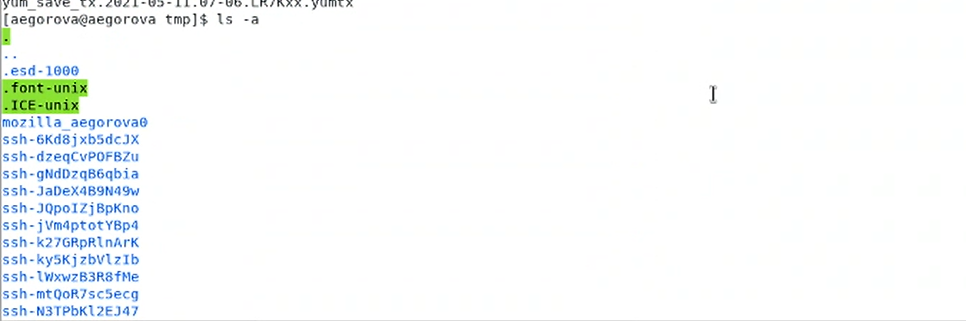 yum_save_tx.2021-05-11.07-06.LR7Kxx.yumtx
[aegorova@aegorova tmp]$ ls -a
.
..
.esd-1000
.font-unix
.ICE-unix
mozilla_aegorova0
ssh-6Kd8jxb5dcJX
ssh-dzeqCvPOFBZu
ssh-gNdDzqB6qbia
ssh-JaDeX4B9N49w
ssh-JQpoIZjBpKno
ssh-jVm4ptotYBp4
ssh-k27GRpRlnArK
ssh-ky5KjzbVlzIb
ssh-lWxwzB3R8fMe
ssh-mtQoR7sc5ecg
ssh-N3TPbKl2EJ47